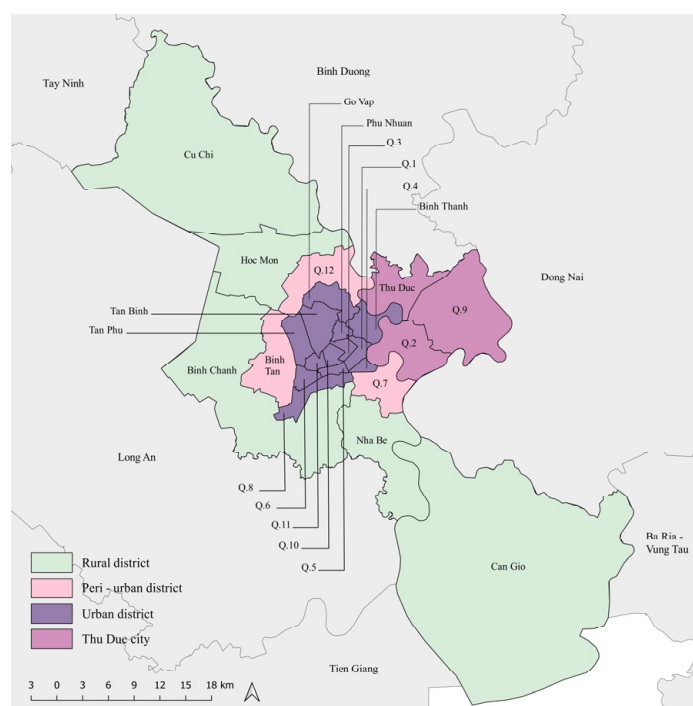 Binh Duong
Tay Ninh
Go Vap
Phu Nhuan
Q.3
Cu Chi
Q.1
Q.4
Binh Thanh
Hoc Mon
Q.12
Dong Nai
Thu Duc
Q.9
Tan Binh
Tan Phu
Q.2
Binh Chanh
Binh
Tan
Q.7
Nha Be
Long An
Q.8
Q.6
Q.11
Q.10
Q.5
Ba Ria -
Vung Tau
Can Gio
Rural district
Peri - urban district
Urban district
Thu Duc city
Tien Giang
3 0 3 6 9 12 15 18 km